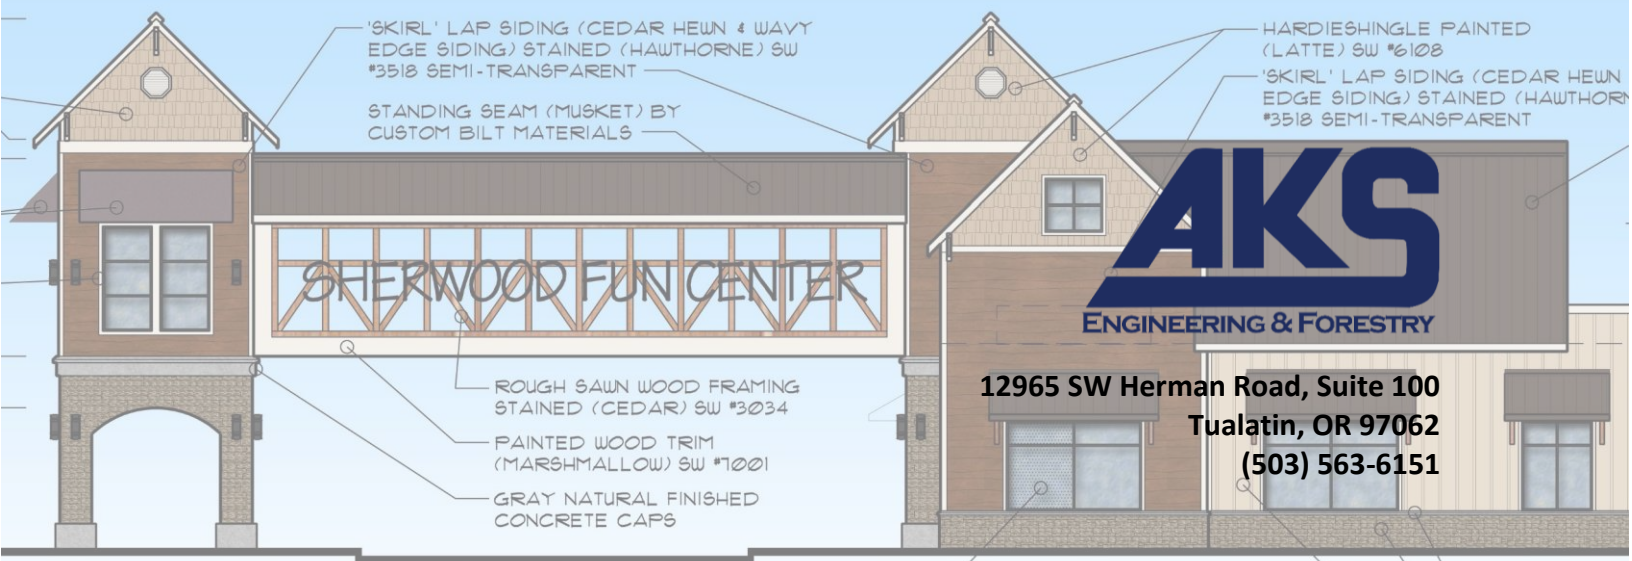 'SKIRL' LAP SIDING (CEDAR HEWN & WAVY
EDGE SIDING) STAINED (HAWTHORNE) SW
#3518 SEMI-TRANSPARENT
STANDING SEAM (MUSKET) BY
CUSTOM BILT MATERIALS
HARDIESHINGLE PAINTED
(LATTE) SW #6108
'SKIRL' LAP SIDING (CEDAR HEWN
EDGE SIDING) STAINED (HAWTHORN
#3518 SEMI-TRANSPARENT
SHERWOOD FUN CENTER
AKS
ENGINEERING & FORESTRY
ROUGH SAWN WOOD FRAMING
STAINED (CEDAR) SW #3034
PAINTED WOOD TRIM
(MARSHMALLOW) SW #7001
GRAY NATURAL FINISHED
CONCRETE CAPS
12965 SW Herman Road, Suite 100
Tualatin, OR 97062
(503) 563-6151